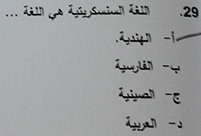 29. اللغة السنسكريتية هي اللغة ...
أ- الهندية.
ب- الفارسية
ج- الصينية
د- العربية